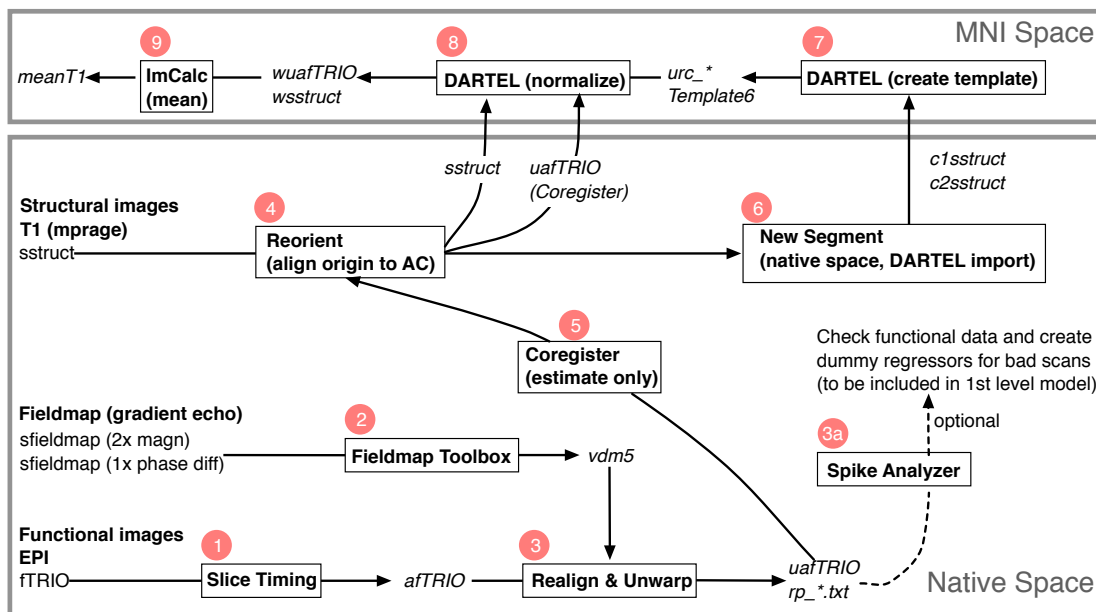 MNI Space
9
8
7
meanT1
ImCalc
(mean)
wuafTRIO
wsstruct
DARTEL (normalize)
urc_*
Template6
DARTEL (create template)
sstruct
uafTRIO
(Coregister)
c1sstruct
c2sstruct
Structural images
T1 (mprage)
sstruct
4
Reorient
(align origin to AC)
6
New Segment
(native space, DARTEL import)
5
Coregister
(estimate only)
Check functional data and create
dummy regressors for bad scans
(to be included in 1st level model)
optional
3a
Spike Analyzer
Fieldmap (gradient echo)
sfieldmap (2x magn)
sfieldmap (1x phase diff)
2
Fieldmap Toolbox
vdm5
Functional images
EPI
fTRIO
1
Slice Timing
afTRIO
3
Realign & Unwarp
uafTRIO
rp_*.txt
Native Space